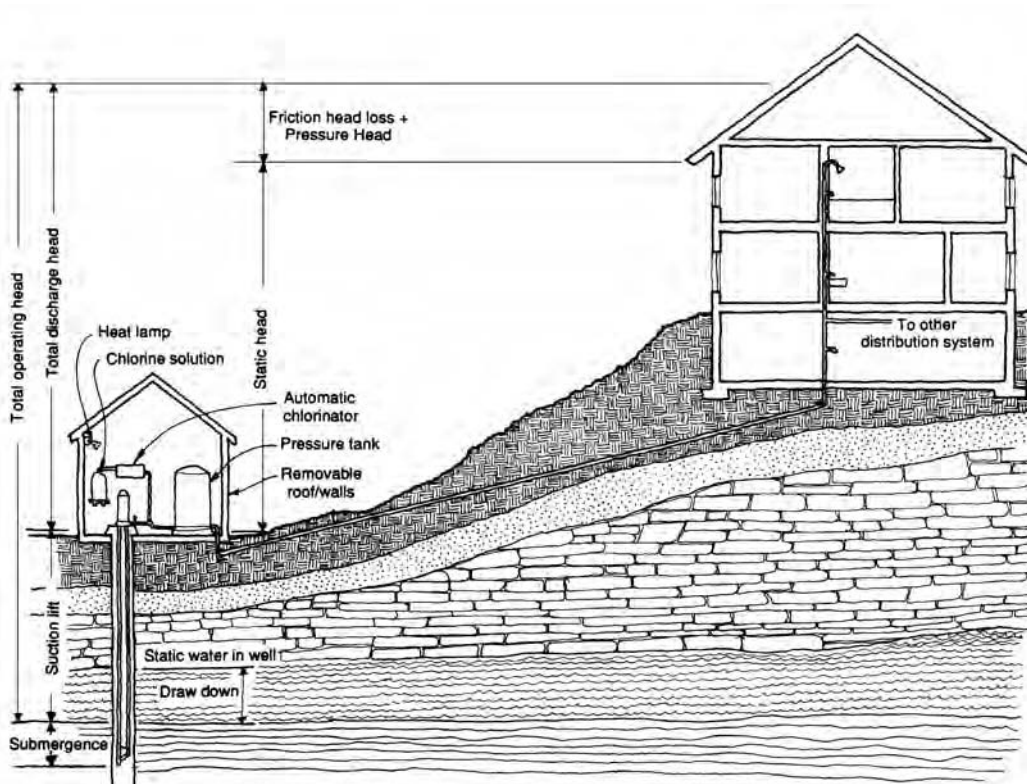 Friction head loss +
Pressure Head
Total operating head
Total discharge head
Static head
Heat lamp
Chlorine solution
Automatic
chlorinator
Pressure tank
Removable
roof/walls
To other
distribution system
Suction lift
Static water in well
Draw down
Submergence